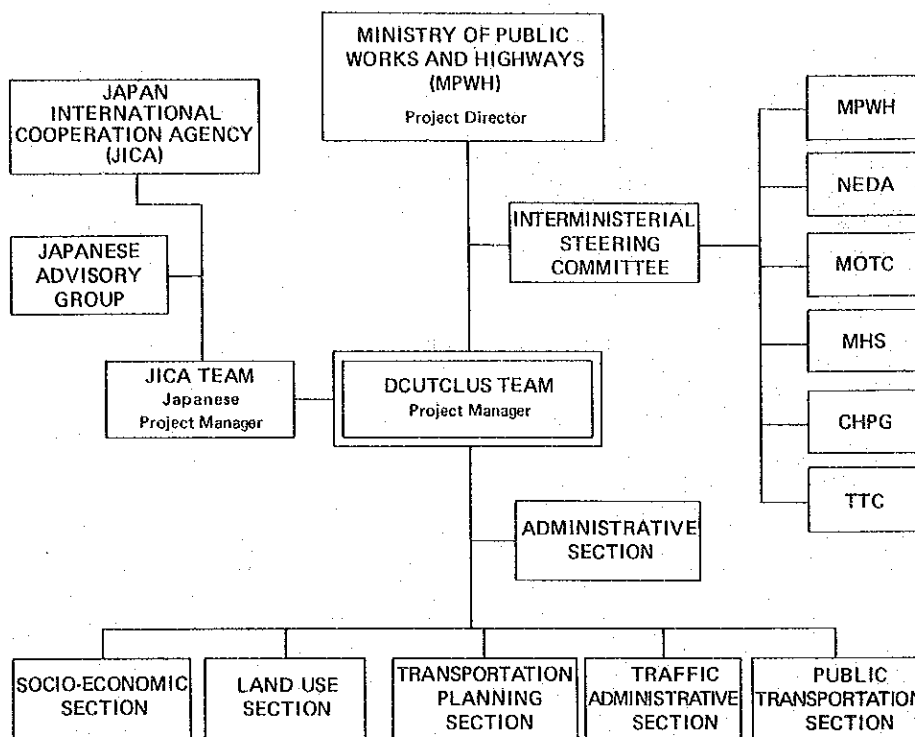 MINISTRY OF PUBLIC
WORKS AND HIGHWAYS
(MPWH)
Project Director
JAPAN
INTERNATIONAL
COOPERATION AGENCY
(JICA)
MPWH
NEDA
INTERMINISTERIAL
STEERING
COMMITTEE
JAPANESE
ADVISORY
GROUP
MOTC
MHS
JICA TEAM
Japanese
Project Manager
DCUTCLUS TEAM
Project Manager
CHPG
TTC
ADMINISTRATIVE
SECTION
SOCIO-ECONOMIC
SECTION
LAND USE
SECTION
TRANSPORTATION
PLANNING
SECTION
TRAFFIC
ADMINISTRATIVE
SECTION
PUBLIC
TRANSPORTATION
SECTION